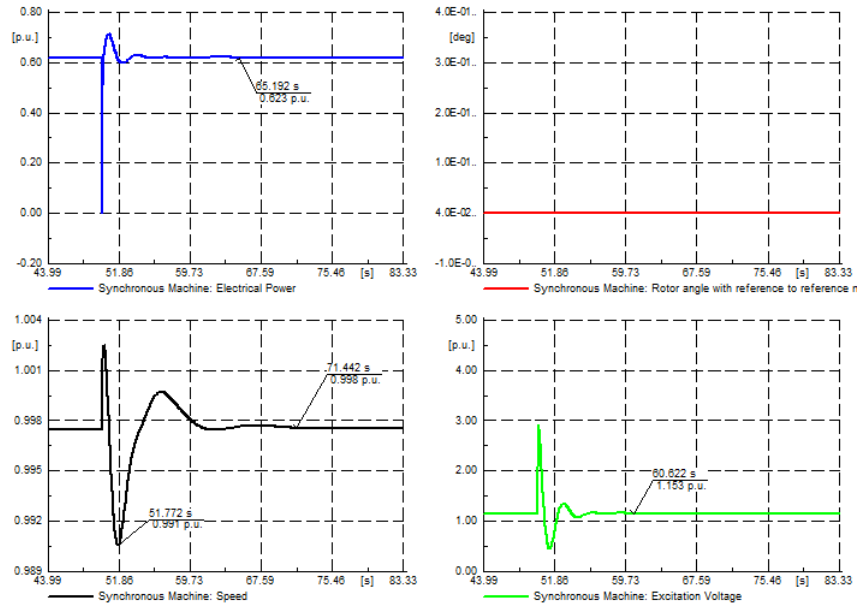 0.80
[p.u.]
0.60
0.40
0.20
0.00
-0.20
65.192 s
0.623 p.u.
43.99 51.86 59.73 67.59 75.46 [s] 83.33
Synchronous Machine: Electrical Power
4.0E-01..
[deg]
3.0E-01..
3.0E-01..
1.0E-01..
4.0E-02..
-1.0E-0..
43.99 51.86 59.73 67.59 75.46 [s] 83.33
Synchronous Machine: Rotor angle with reference to reference m
1.004
[p.u.]
1.001
0.998
0.995
0.992
0.989
71.442 s
0.998 p.u.
51.772 s
0.991 p.u.
43.99 51.86 59.73 67.59 75.46 [s] 83.33
Synchronous Machine: Speed
5.00
[p.u.]
4.00
3.00
2.00
1.00
0.00
60.622 s
1.153 p.u.
43.99 51.86 59.73 67.59 75.46 [s] 83.33
Synchronous Machine: Excitation Voltage